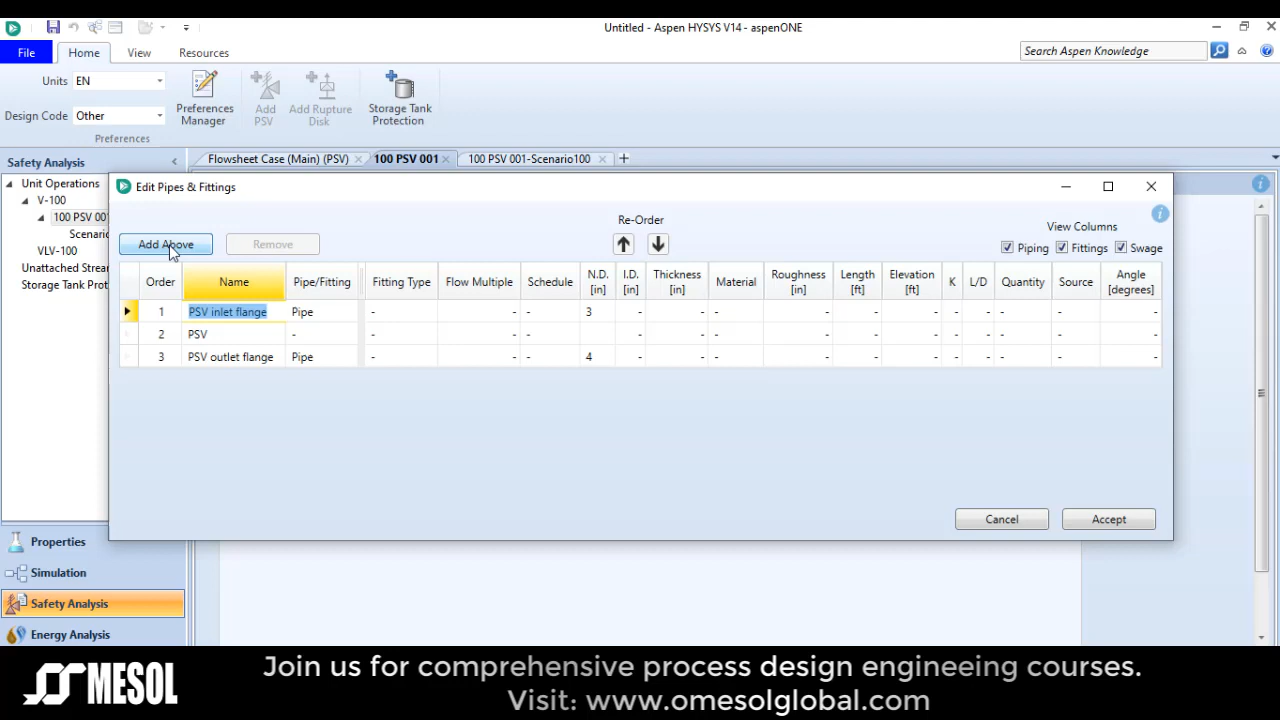 Untitled - Aspen HYSYS V14 - aspenONE
File Home View Resources
Search Aspen Knowledge
Units EN
Design Code Other
Preferences
Preferences Manager
Add PSV
Add Rupture Disk
Storage Tank Protection
Safety Analysis
Flowsheet Case (Main) (PSV) 100 PSV 001 100 PSV 001-Scenario100
Unit Operations
V-100
100 PSV 001
Scenario
VLV-100
Unattached Strea
Storage Tank Prot
Edit Pipes & Fittings
Re-Order
View Columns
Add Above Remove
Piping Fittings Swage
Order Name Pipe/Fitting Fitting Type Flow Multiple Schedule N.D. [in] I.D. [in] Thickness [in] Material Roughness [in] Length [ft] Elevation [ft] K L/D Quantity Source Angle [degrees]
1 PSV inlet flange Pipe - - - 3 - - - - - - - - - - -
2 PSV - - - - - - - - - - - - - - -
3 PSV outlet flange Pipe - - - 4 - - - - - - - - - - -
Cancel Accept
Properties
Simulation
Safety Analysis
Energy Analysis
OMESOL
Join us for comprehensive process design engineeing courses.
Visit: www.omesolglobal.com